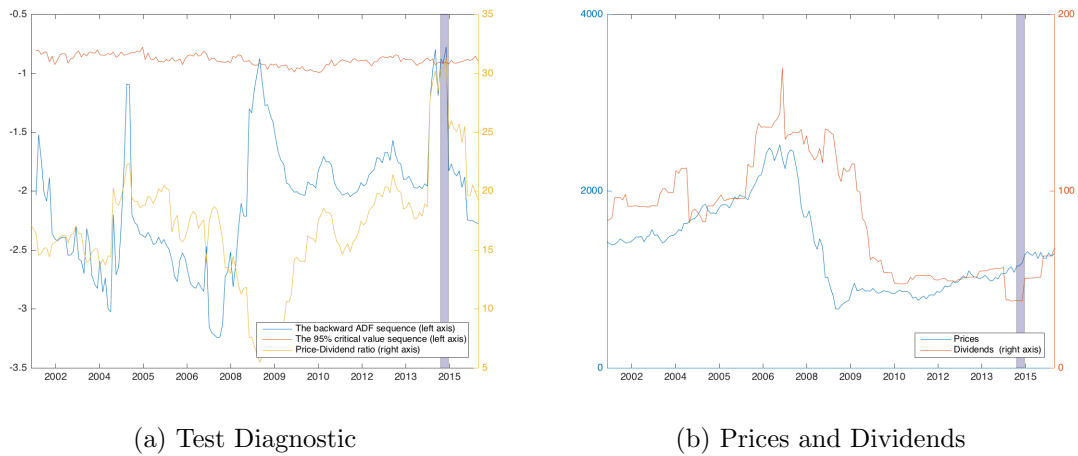 -0.5
-1
-1.5
-2
-2.5
-3
-3.5
35
30
25
20
15
10
5
2002 2004 2005 2006 2008 2009 2010 2012 2013 2015
The backward ADF sequence (left axis)
The 95% critical value sequence (left axis)
Price-Dividend ratio (right axis)
4000
2000
0
200
100
0
2002 2004 2005 2006 2008 2009 2010 2012 2013 2015
Prices
Dividends (right axis)
(a) Test Diagnostic
(b) Prices and Dividends